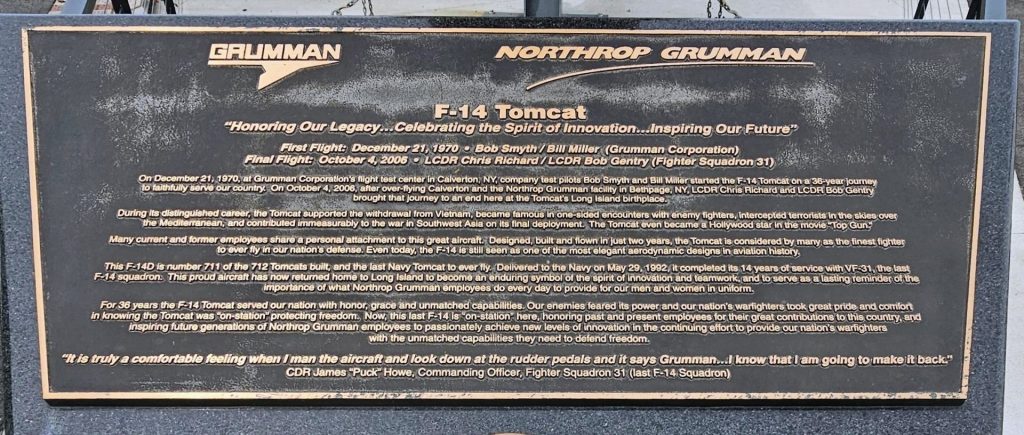 GRUMMAN
NORTHROP GRUMMAN
F-14 Tomcat
"Honoring Our Legacy...Celebrating the Spirit of Innovation...Inspiring Our Future"
First Flight: December 21, 1970 • Bob Smyth / Bill Miller (Grumman Corporation)
Final Flight: October 4, 2006 • LCDR Chris Richard / LCDR Bob Gentry (Fighter Squadron 31)
On December 21, 1970, at Grumman Corporation's flight test center in Calverton, NY, company test pilots Bob Smyth and Bill Miller started the F-14 Tomcat on a 36-year journey
to faithfully serve our country. On October 4, 2006, after over-flying Calverton and the Northrop Grumman facility in Bethpage, NY, LCDR Chris Richard and LCDR Bob Gentry
brought that journey to an end here at the Tomcat's Long Island birthplace.
During its distinguished career, the Tomcat supported the withdrawal from Vietnam, became famous in one-sided encounters with enemy fighters, intercepted terrorists in the skies over
the Mediterranean, and contributed immeasurably to the war in Southwest Asia on its final deployment. The Tomcat even became a Hollywood star in the movie "Top Gun."
Many current and former employees share a personal attachment to this great aircraft. Designed, built and flown in just two years, the Tomcat is considered by many as the finest fighter
to ever fly in our nation's defense. Even today, the F-14 is still seen as one of the most elegant aerodynamic designs in aviation history.
This F-14D is number 711 of the 712 Tomcats built, and the last Navy Tomcat to ever fly. Delivered to the Navy on May 29, 1992, it completed its 14 years of service with VF-31, the last
F-14 squadron. This proud aircraft has now returned home to Long Island to become an enduring symbol of the spirit of innovation and teamwork, and to serve as a lasting reminder of the
importance of what Northrop Grumman employees do every day to provide for our men and women in uniform.
For 36 years the F-14 Tomcat served our nation with honor, grace and unmatched capabilities. Our enemies feared its power and our nation's warfighters took great pride and comfort
in knowing the Tomcat was "on-station" protecting freedom. Now, this last F-14 is "on-station" here, honoring past and present employees for their great contributions to this country, and
inspiring future generations of Northrop Grumman employees to passionately achieve new levels of innovation in the continuing effort to provide our nation's warfighters
with the unmatched capabilities they need to defend freedom.
"It is truly a comfortable feeling when I man the aircraft and look down at the rudder pedals and it says Grumman...I know that I am going to make it back."
CDR James "Puck" Howe, Commanding Officer, Fighter Squadron 31 (last F-14 Squadron)